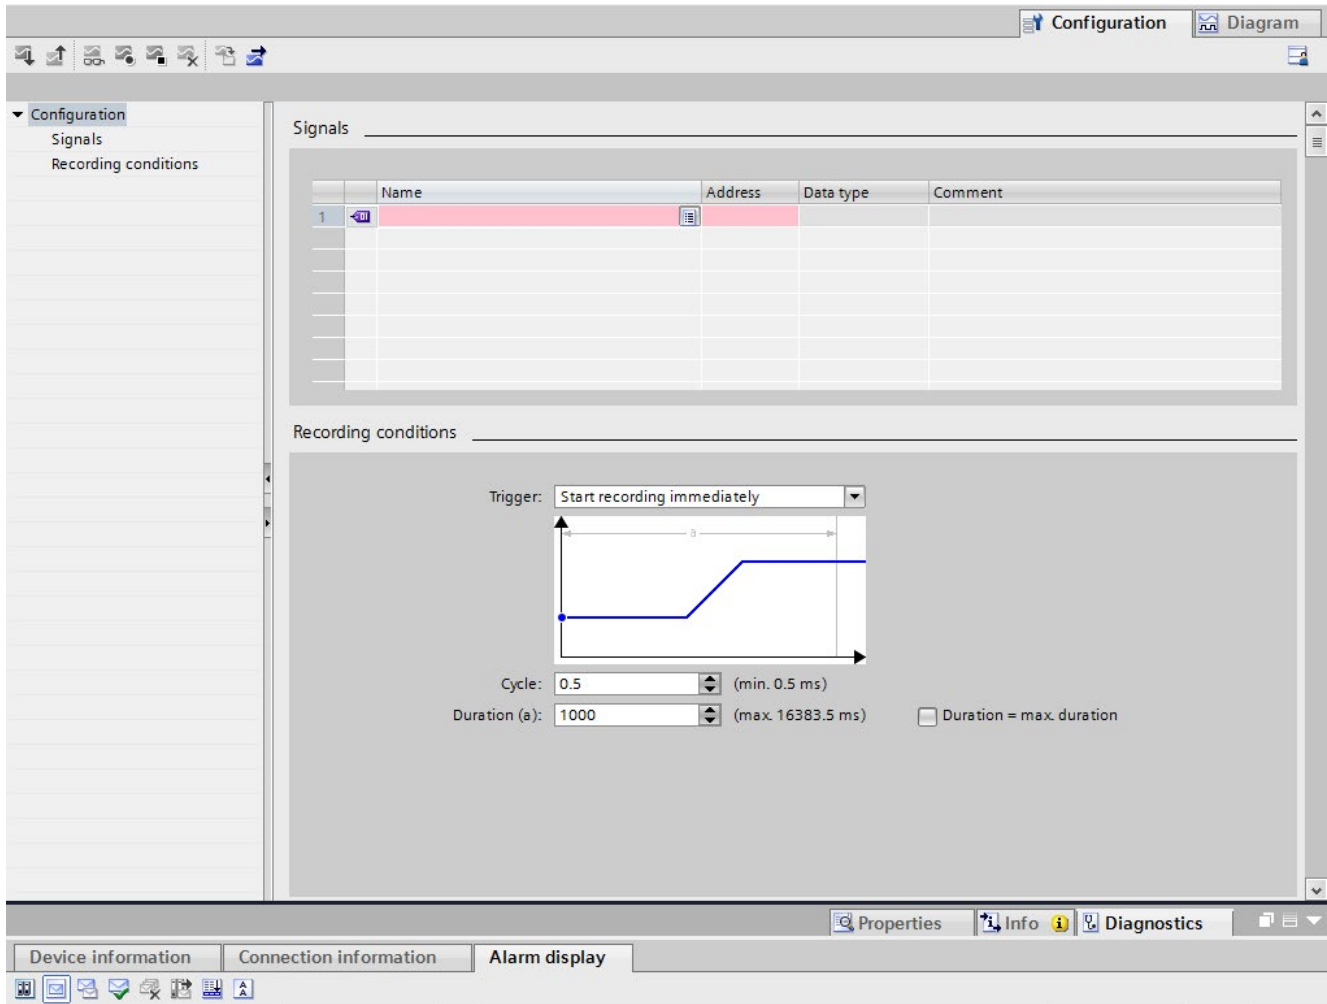 Configuration Diagram
Configuration
Signals
Recording conditions
Signals
Name Address Data type Comment
1
Recording conditions
Trigger: Start recording immediately
a
Cycle: 0.5 (min. 0.5 ms)
Duration (a): 1000 (max. 16383.5 ms) Duration = max. duration
Properties Info Diagnostics
Device information Connection information Alarm display